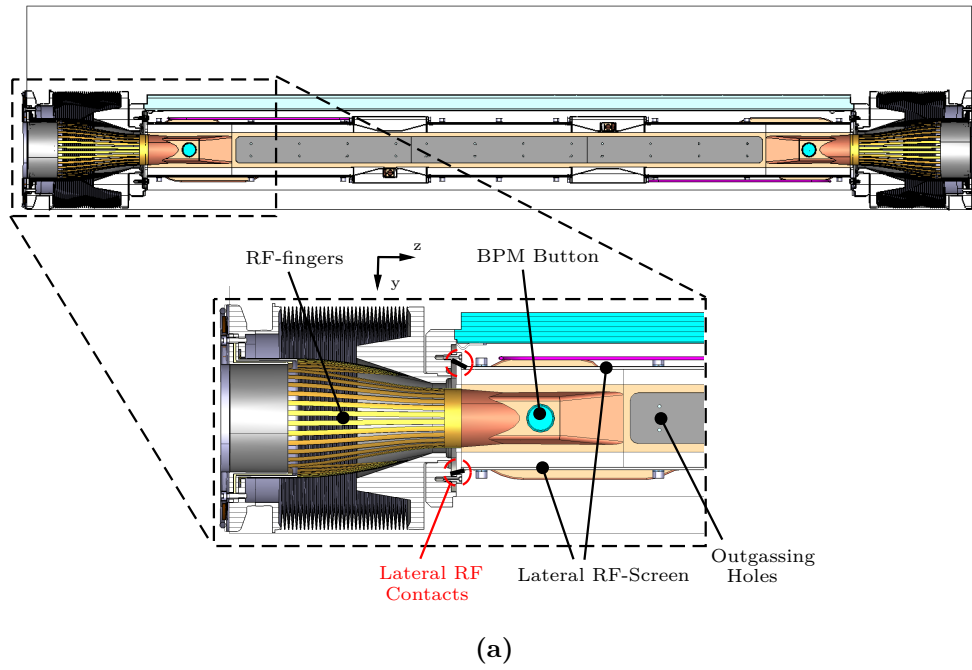 RF-fingers
z
y
BPM Button
Lateral RF
Contacts
Lateral RF-Screen
Outgassing
Holes
(a)